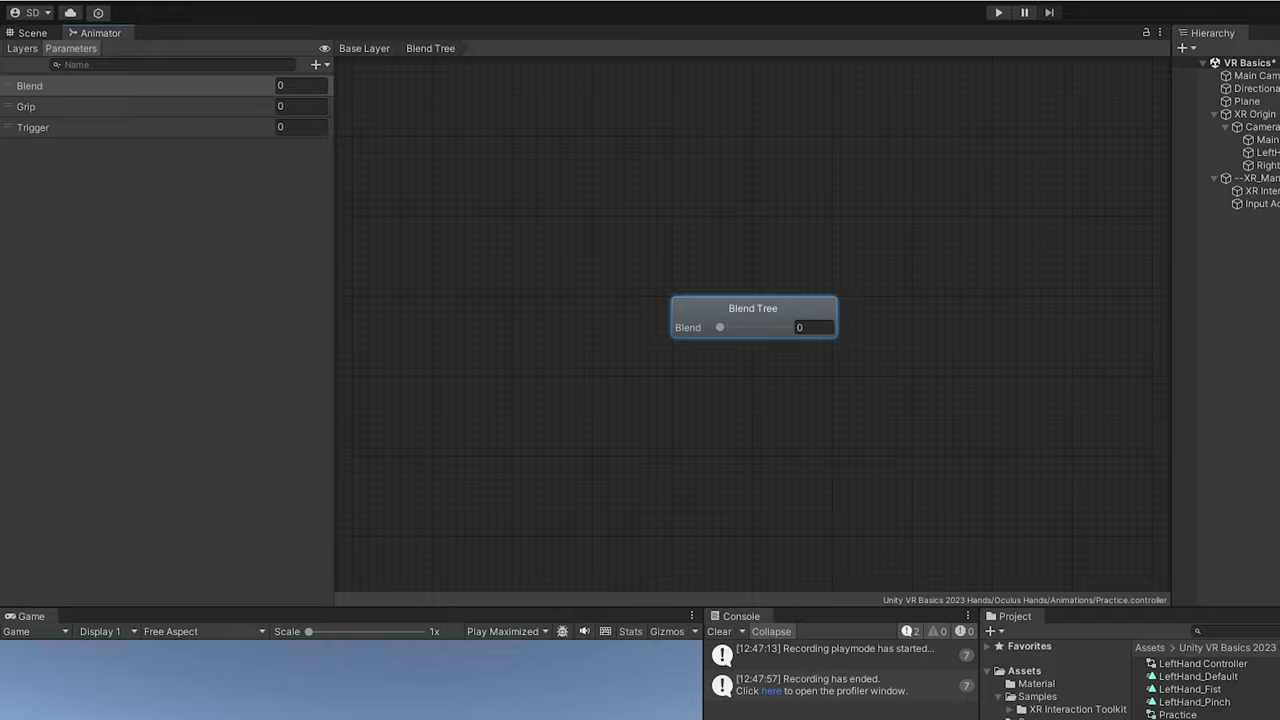 SD
Scene
Animator
Hierarchy
Layers
Parameters
Base Layer
Blend Tree
Name
VR Basics*
Blend
0
Main Cam
Directiona
Grip
0
Plane
XR Origin
Trigger
0
Camera
Main
LeftH
Right
--XR_Man
XR Inter
Input Ac
Blend Tree
Blend
0
Unity VR Basics 2023 Hands/Oculus Hands/Animations/Practice.controller
Game
Console
Project
Game
Display 1
Free Aspect
Scale
1x
Play Maximized
Stats
Gizmos
Clear
Collapse
2
0
0
Favorites
Assets
Unity VR Basics 2023
[12:47:13] Recording playmode has started...
7
LeftHand Controller
Assets
LeftHand_Default
[12:47:57] Recording has ended.
Click here to open the profiler window.
7
Material
LeftHand_Fist
Samples
LeftHand_Pinch
XR Interaction Toolkit
Practice